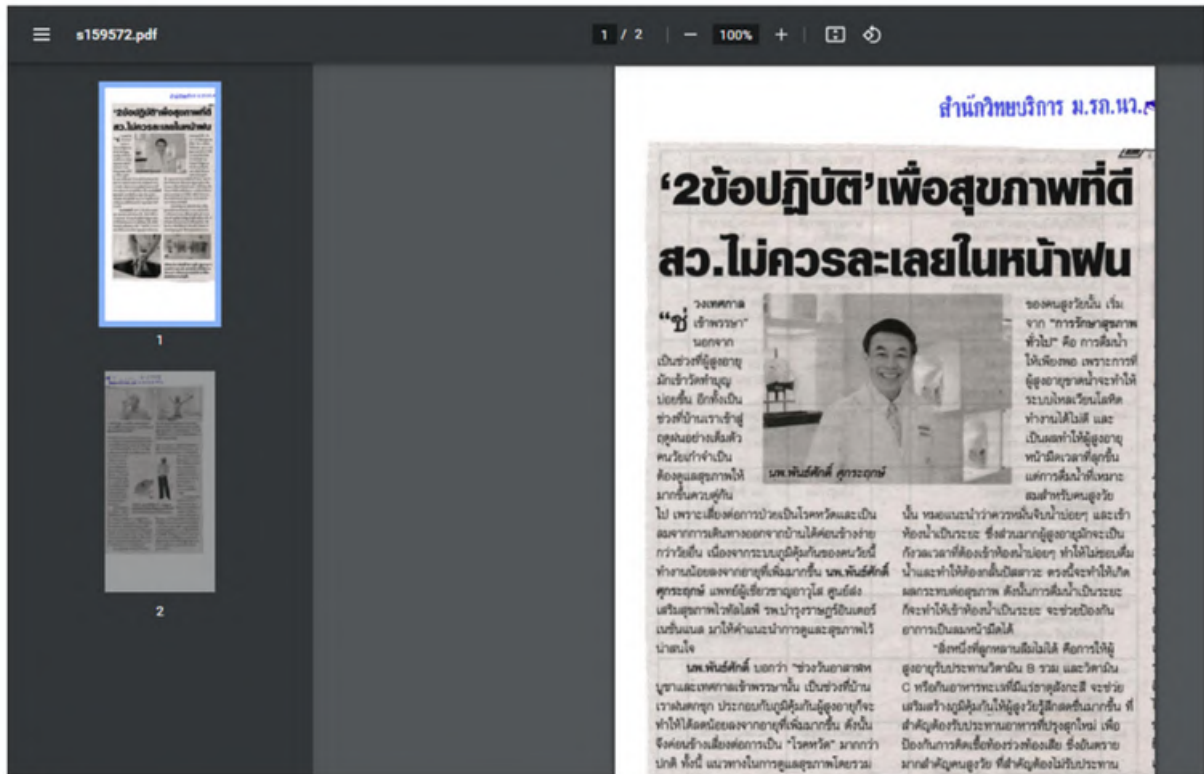 s159572.pdf
1 / 2
100%
1
2
สำนักวิทยบริการ ม.รภ.นว.
'2ข้อปฏิบัติ'เพื่อสุขภาพที่ดี
สว.ไม่ควรละเลยในหน้าฝน
"ช่วงเทศกาล
เข้าพรรษา"
นอกจาก
เป็นช่วงที่ผู้สูงอายุ
มักเข้าวัดทำบุญ
บ่อยขึ้น อีกทั้งเป็น
ช่วงที่บ้านเราเข้าสู่
ฤดูฝนอย่างเต็มตัว
คนวัยเก๋าจำเป็น
ต้องดูแลสุขภาพให้
มากขึ้นควบคู่กัน
ไป เพราะเสี่ยงต่อการป่วยเป็นโรคหวัดและเป็น
ลมจากการเดินทางออกจากบ้านได้ค่อนข้างง่าย
กว่าวัยอื่น เนื่องจากระบบภูมิคุ้มกันของคนวัยนี้
ทำงานน้อยลงจากอายุที่เพิ่มมากขึ้น นพ.พันธ์ศักดิ์
ศุกระฤกษ์ แพทย์ผู้เชี่ยวชาญอาวุโส ศูนย์ส่ง
เสริมสุขภาพไวทัลไลฟ์ รพ.บำรุงราษฎร์อินเตอร์
เนชั่นแนล มาให้คำแนะนำการดูแลสุขภาพไว้
น่าสนใจ
นพ.พันธ์ศักดิ์ บอกว่า "ช่วงวันอาสาฬห
บูชาและเทศกาลเข้าพรรษานั้น เป็นช่วงที่บ้าน
เราฝนตกชุก ประกอบกับภูมิคุ้มกันผู้สูงอายุก็จะ
ทำให้ได้ลดน้อยลงจากอายุที่เพิ่มมากขึ้น ดังนั้น
จึงค่อนข้างเสี่ยงต่อการเป็น "โรคหวัด" มากกว่า
ปกติ ทั้งนี้ แนวทางในการดูแลสุขภาพโดยรวม
นพ.พันธ์ศักดิ์ ศุกระฤกษ์
ของคนสูงวัยนั้น เริ่ม
จาก "การรักษาสุขภาพ
ทั่วไป" คือ การดื่มน้ำ
ให้เพียงพอ เพราะการที่
ผู้สูงอายุขาดน้ำจะทำให้
ระบบไหลเวียนโลหิต
ทำงานได้ไม่ดี และ
เป็นผลทำให้ผู้สูงอายุ
หน้ามืดเวลาที่ลุกขึ้น
แต่การดื่มน้ำที่เหมาะ
สมสำหรับคนสูงวัย
นั้น หมอแนะนำว่าควรหมั่นจิบน้ำบ่อยๆ และเข้า
ห้องน้ำเป็นระยะ ซึ่งส่วนมากผู้สูงอายุมักจะเป็น
กังวลเวลาที่ต้องเข้าห้องน้ำบ่อยๆ ทำให้ไม่ชอบดื่ม
น้ำและทำให้ต้องกลั้นปัสสาวะ ตรงนี้จะทำให้เกิด
ผลกระทบต่อสุขภาพ ดังนั้นการดื่มน้ำเป็นระยะ
ก็จะทำให้เข้าห้องน้ำเป็นระยะ จะช่วยป้องกัน
อาการเป็นลมหน้ามืดได้
"สิ่งหนึ่งที่ลูกหลานลืมไม่ได้ คือการให้ผู้
สูงอายุรับประทานวิตามิน B รวม และวิตามิน
C หรือกินอาหารทะเลที่มีแร่ธาตุสังกะสี จะช่วย
เสริมสร้างภูมิคุ้มกันให้ผู้สูงวัยรู้สึกสดชื่นมากขึ้น ที่
สำคัญต้องรับประทานอาหารที่ปรุงสุกใหม่ เพื่อ
ป้องกันการติดเชื้อท้องร่วงท้องเสีย ซึ่งอันตราย
มากสำคัญคนสูงวัย ที่สำคัญต้องไม่รับประทาน